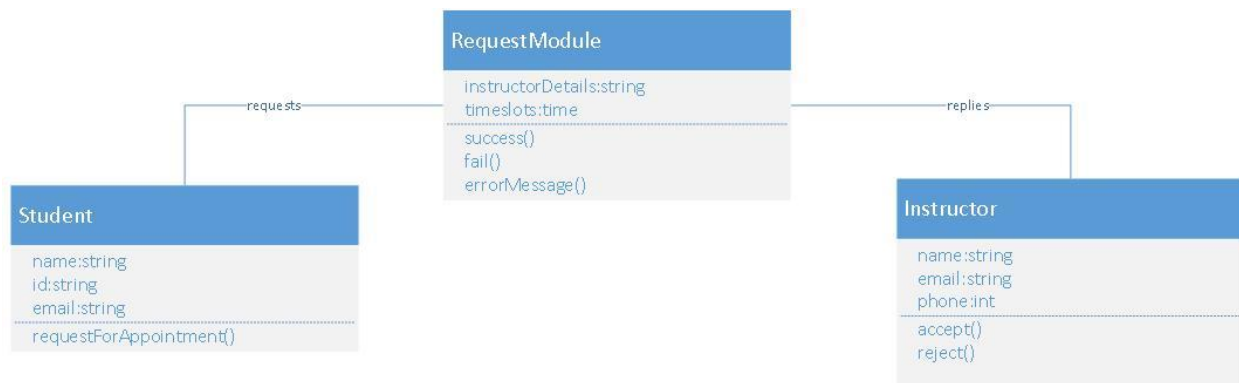 RequestModule
instructorDetails:string
timeslots:time
success()
fail()
errorMessage()
requests
replies
Student
name:string
id:string
email:string
requestForAppointment()
Instructor
name:string
email:string
phone:int
accept()
reject()